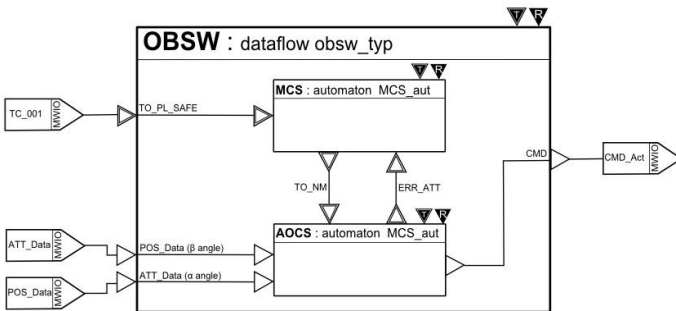 T R
OBSW : dataflow obsw_typ
T R
MCS : automaton MCS_aut
TC_001
MWIO
TO_PL_SAFE
CMD
CMD_Act
MWIO
TO_NM
ERR_ATT
T R
AOCS : automaton MCS_aut
ATT_Data
MWIO
POS_Data (β angle)
ATT_Data (α angle)
POS_Data
MWIO